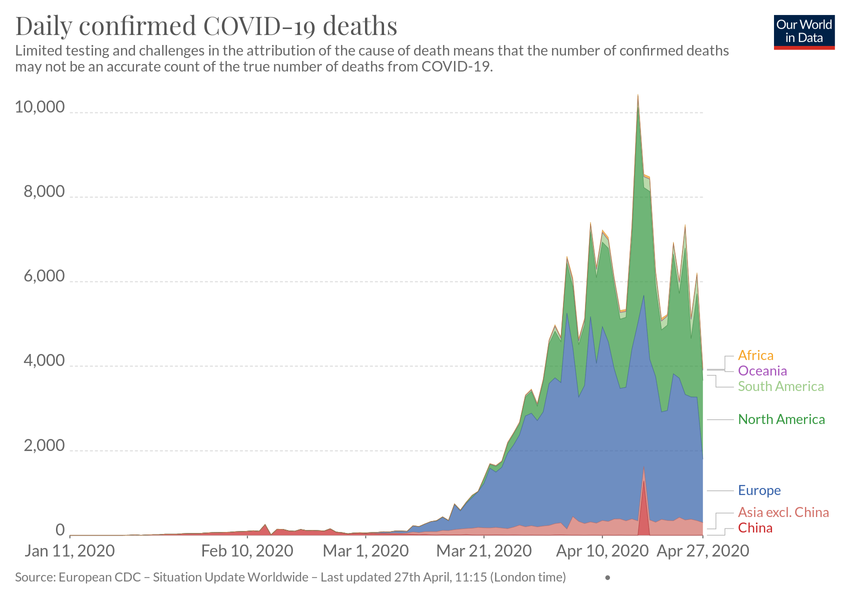 Daily confirmed COVID-19 deaths
Our World
in Data
Limited testing and challenges in the attribution of the cause of death means that the number of confirmed deaths
may not be an accurate count of the true number of deaths from COVID-19.
10,000
8,000
6,000
4,000
2,000
0
Africa
Oceania
South America
North America
Europe
Asia excl. China
China
Jan 11, 2020 Feb 10, 2020 Mar 1, 2020 Mar 21, 2020 Apr 10, 2020 Apr 27, 2020
Source: European CDC – Situation Update Worldwide – Last updated 27th April, 11:15 (London time) •